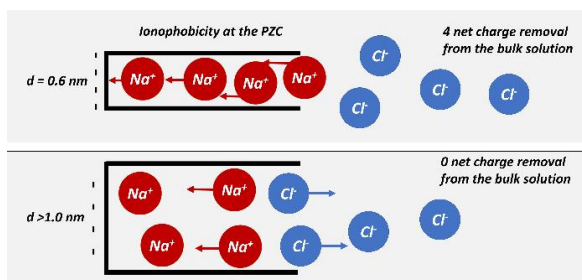 Ionophobicity at the PZC
4 net charge removal
from the bulk solution
d = 0.6 nm
Na⁺ Na⁺ Na⁺ Na⁺
Cl⁻ Cl⁻ Cl⁻ Cl⁻
0 net charge removal
from the bulk solution
d >1.0 nm
Na⁺ Na⁺ Cl⁻ Cl⁻
Na⁺ Na⁺ Cl⁻ Cl⁻